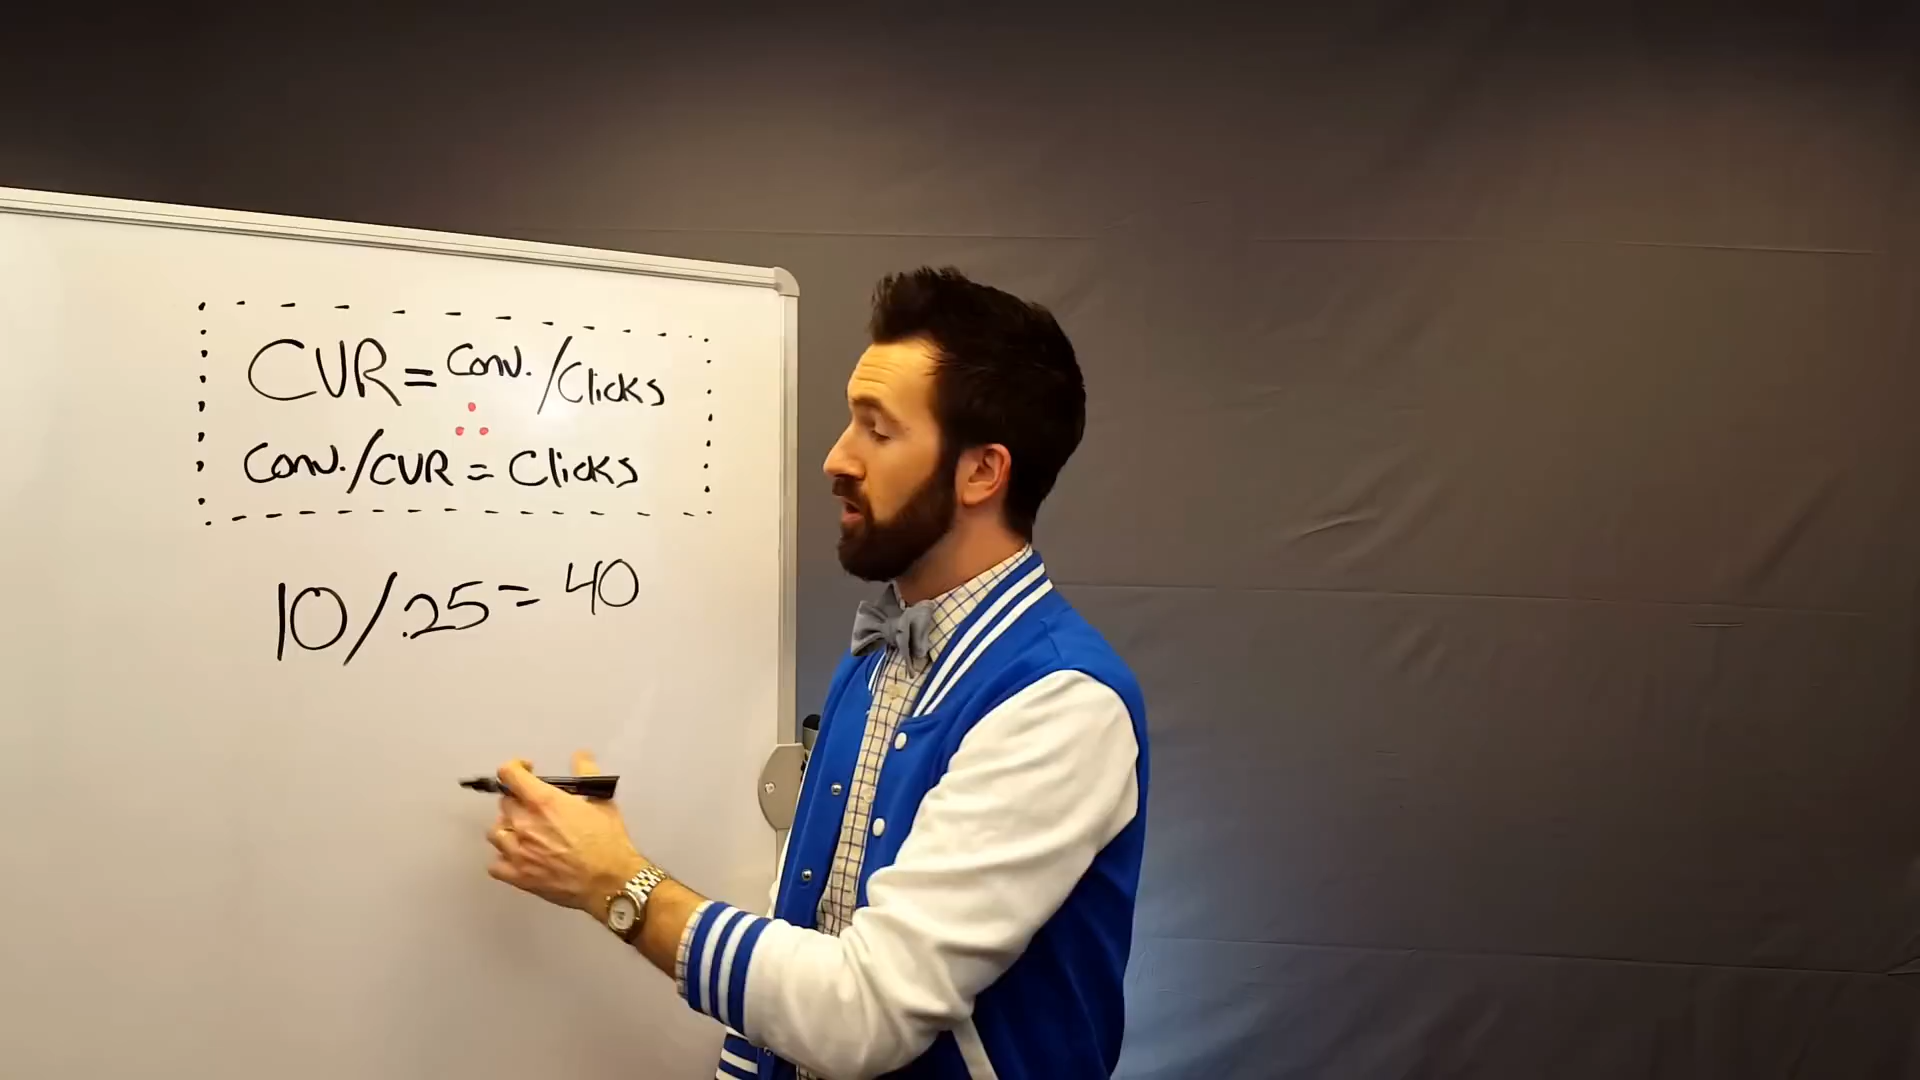 CVR = Conv./Clicks
∴
Conv./CVR = Clicks
10/.25 = 40